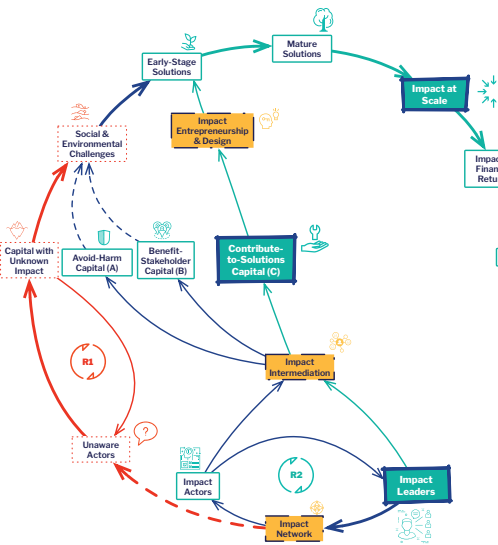 Mature
Solutions
Early-Stage
Solutions
Impact at
Scale
Impact
Entrepreneurship
& Design
Social &
Environmental
Challenges
Capital with
Unknown
Impact
Avoid-Harm
Capital (A)
Benefit-
Stakeholder
Capital (B)
Contribute-
to-Solutions
Capital (C)
R1
Impact
Intermediation
?
Unaware
Actors
Impact
Actors
R2
Impact
Leaders
Impact
Network